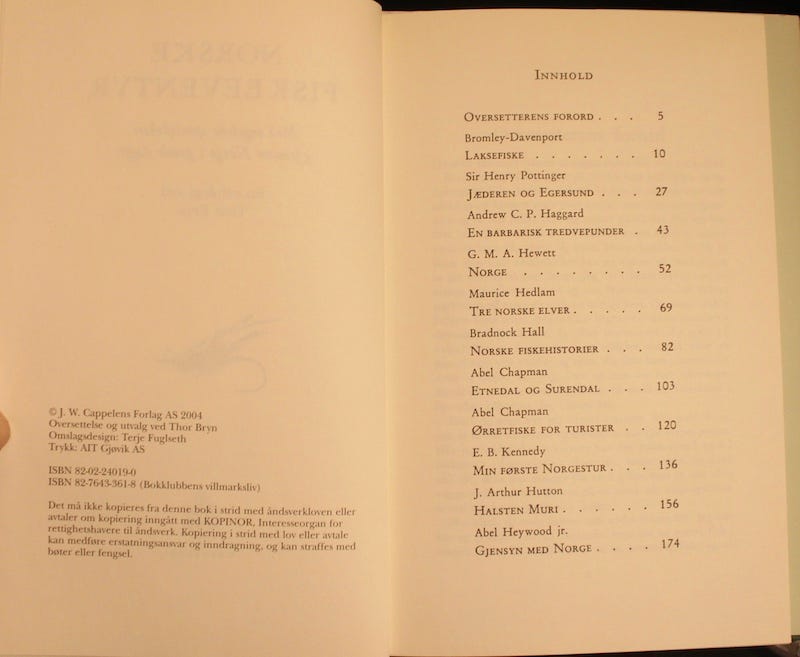 © J. W. Cappelens Forlag AS 2004
Oversettelse og utvalg ved Thor Bryn
Omslagsdesign: Terje Fuglseth
Trykk: AIT Gjøvik AS
ISBN 82-02-24019-0
ISBN 82-7643-361-8 (Bokklubbens villmarksliv)
Det må ikke kopieres fra denne bok i strid med åndsverkloven eller
avtaler om kopiering inngått med KOPINOR, Interesseorgan for
rettighetshavere til åndsverk. Kopiering i strid med lov eller avtale
kan medføre erstatningsansvar og inndragning, og kan straffes med
bøter eller fengsel.
INNHOLD
OVERSETTERENS FORORD . . . 5
Bromley-Davenport
LAKSEFISKE . . . . . . . 10
Sir Henry Pottinger
JÆDEREN OG EGERSUND . . . 27
Andrew C. P. Haggard
EN BARBARISK TREDVEPUNDER . 43
G. M. A. Hewett
NORGE . . . . . . . . 52
Maurice Hedlam
TRE NORSKE ELVER . . . . . 69
Bradnock Hall
NORSKE FISKEHISTORIER . . . 82
Abel Chapman
ETNEDAL OG SURENDAL . . . 103
Abel Chapman
ØRRETFISKE FOR TURISTER . . 120
E. B. Kennedy
MIN FØRSTE NORGESTUR . . . 136
J. Arthur Hutton
HALSTEN MURI . . . . . . 156
Abel Heywood jr.
GJENSYN MED NORGE . . . . 174